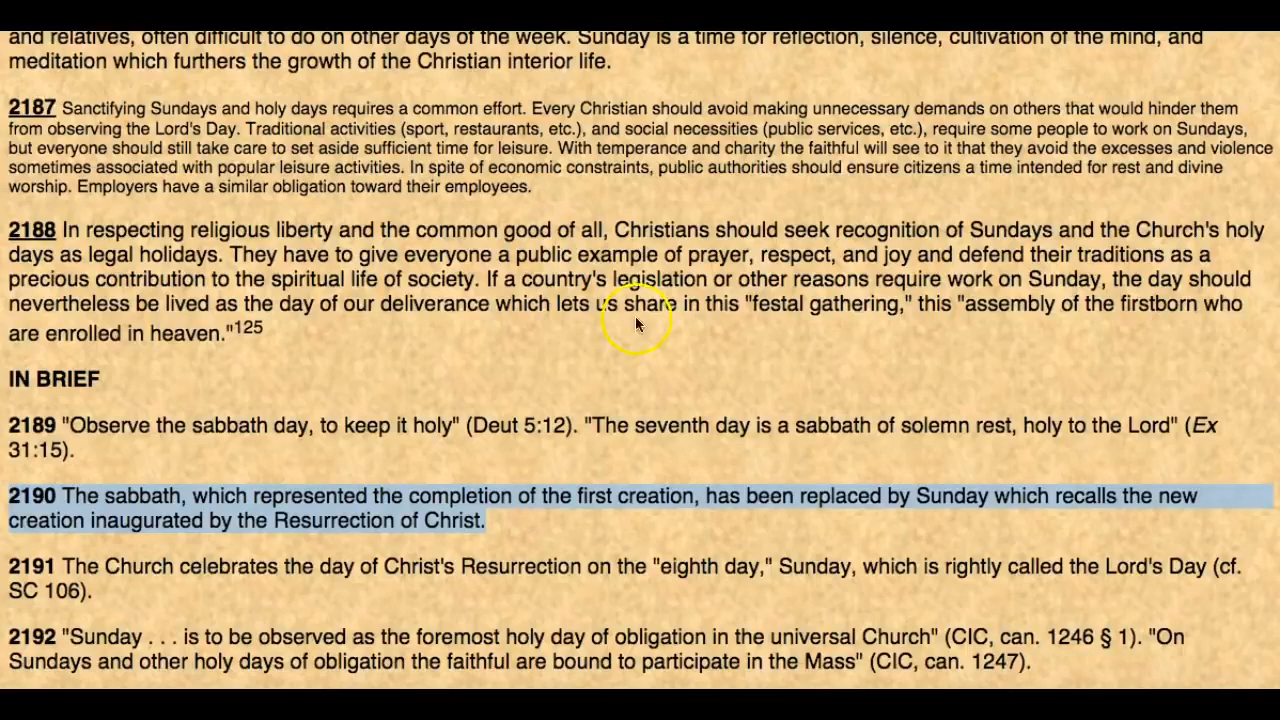 and relatives, often difficult to do on other days of the week. Sunday is a time for reflection, silence, cultivation of the mind, and
meditation which furthers the growth of the Christian interior life.
2187 Sanctifying Sundays and holy days requires a common effort. Every Christian should avoid making unnecessary demands on others that would hinder them
from observing the Lord's Day. Traditional activities (sport, restaurants, etc.), and social necessities (public services, etc.), require some people to work on Sundays,
but everyone should still take care to set aside sufficient time for leisure. With temperance and charity the faithful will see to it that they avoid the excesses and violence
sometimes associated with popular leisure activities. In spite of economic constraints, public authorities should ensure citizens a time intended for rest and divine
worship. Employers have a similar obligation toward their employees.
2188 In respecting religious liberty and the common good of all, Christians should seek recognition of Sundays and the Church's holy
days as legal holidays. They have to give everyone a public example of prayer, respect, and joy and defend their traditions as a
precious contribution to the spiritual life of society. If a country's legislation or other reasons require work on Sunday, the day should
nevertheless be lived as the day of our deliverance which lets us share in this "festal gathering," this "assembly of the firstborn who
are enrolled in heaven."125
IN BRIEF
2189 "Observe the sabbath day, to keep it holy" (Deut 5:12). "The seventh day is a sabbath of solemn rest, holy to the Lord" (Ex
31:15).
2190 The sabbath, which represented the completion of the first creation, has been replaced by Sunday which recalls the new
creation inaugurated by the Resurrection of Christ.
2191 The Church celebrates the day of Christ's Resurrection on the "eighth day," Sunday, which is rightly called the Lord's Day (cf.
SC 106).
2192 "Sunday . . . is to be observed as the foremost holy day of obligation in the universal Church" (CIC, can. 1246 § 1). "On
Sundays and other holy days of obligation the faithful are bound to participate in the Mass" (CIC, can. 1247).